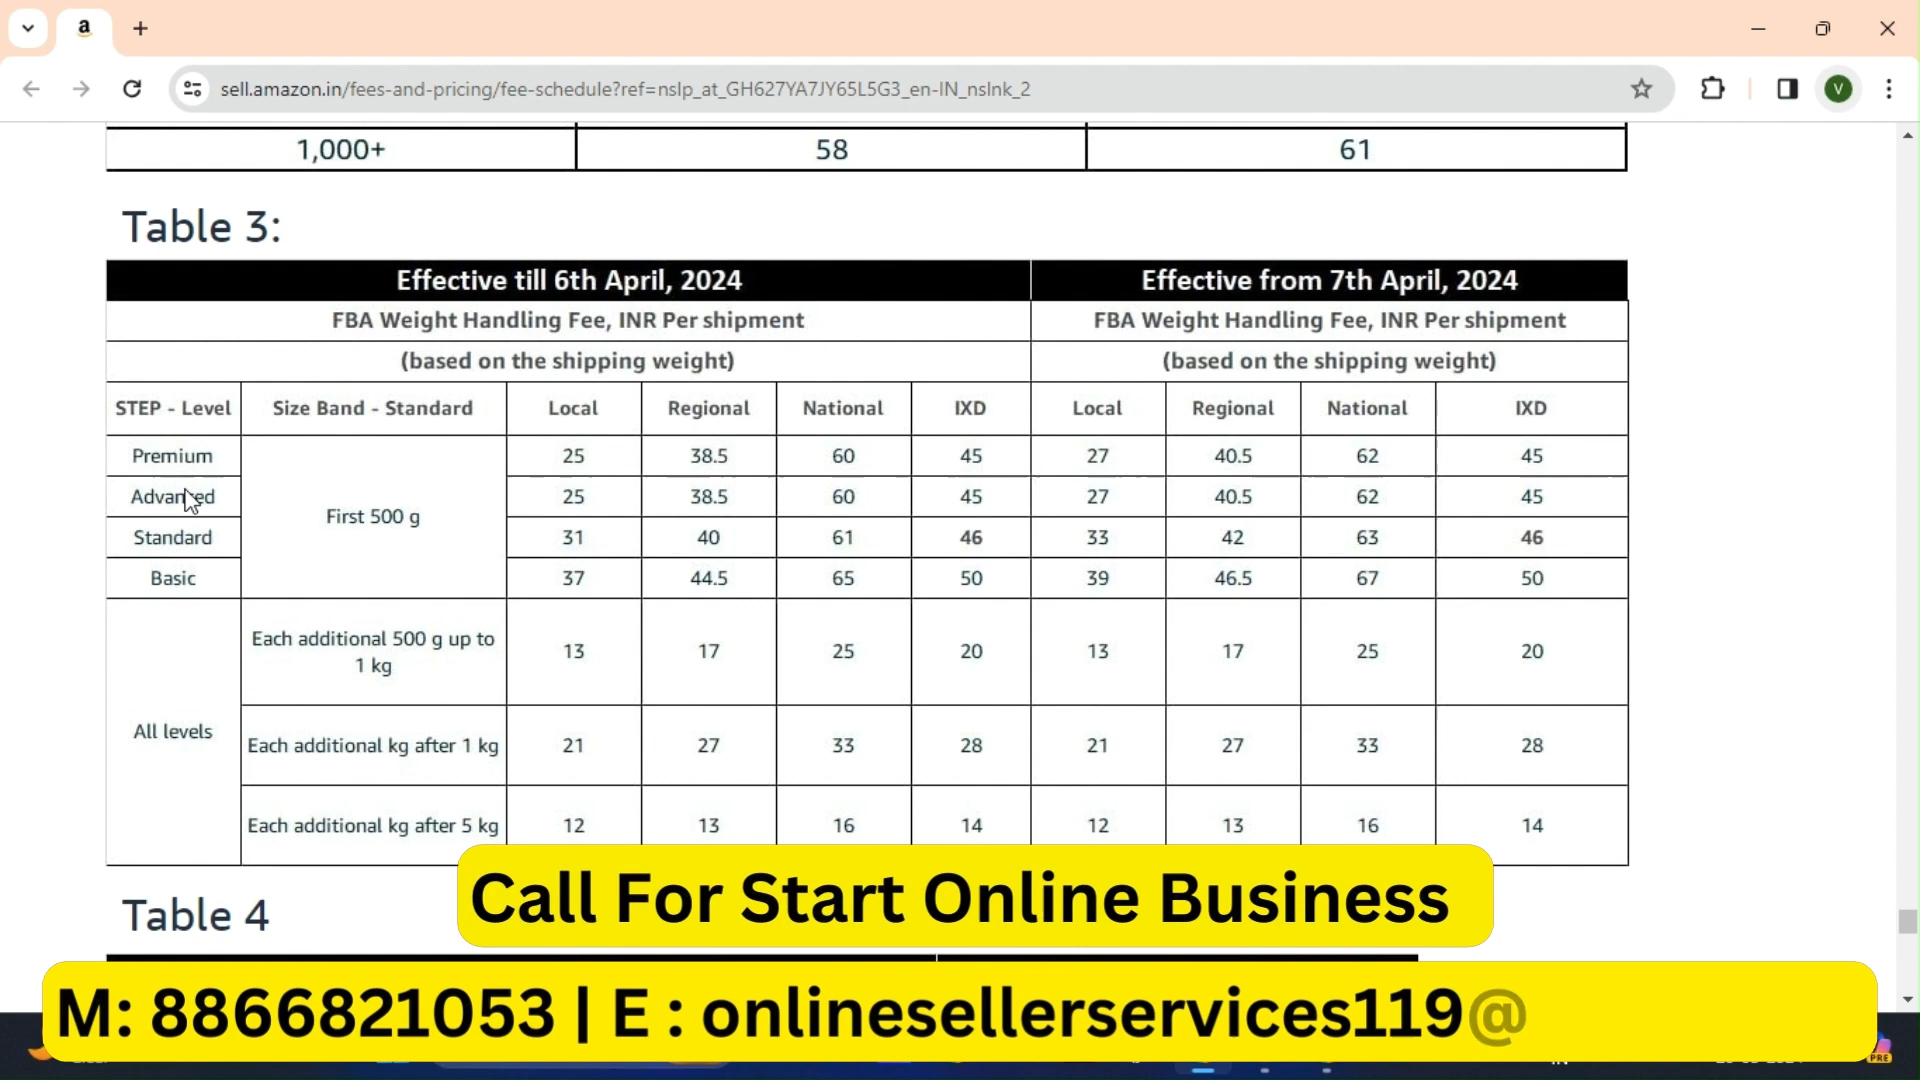 a
sell.amazon.in/fees-and-pricing/fee-schedule?ref=nslp_at_GH627YA7JY65L5G3_en-IN_nslnk_2
V
1,000+ 58 61
Table 3:
Effective till 6th April, 2024 Effective from 7th April, 2024
FBA Weight Handling Fee, INR Per shipment FBA Weight Handling Fee, INR Per shipment
(based on the shipping weight) (based on the shipping weight)
STEP - Level Size Band - Standard Local Regional National IXD Local Regional National IXD
Premium 25 38.5 60 45 27 40.5 62 45
Advanced 25 38.5 60 45 27 40.5 62 45
First 500 g
Standard 31 40 61 46 33 42 63 46
Basic 37 44.5 65 50 39 46.5 67 50
Each additional 500 g up to
1 kg
13 17 25 20 13 17 25 20
All levels
Each additional kg after 1 kg 21 27 33 28 21 27 33 28
Each additional kg after 5 kg 12 13 16 14 12 13 16 14
Table 4
Call For Start Online Business
M: 8866821053 | E : onlinesellerservices119@
PRE